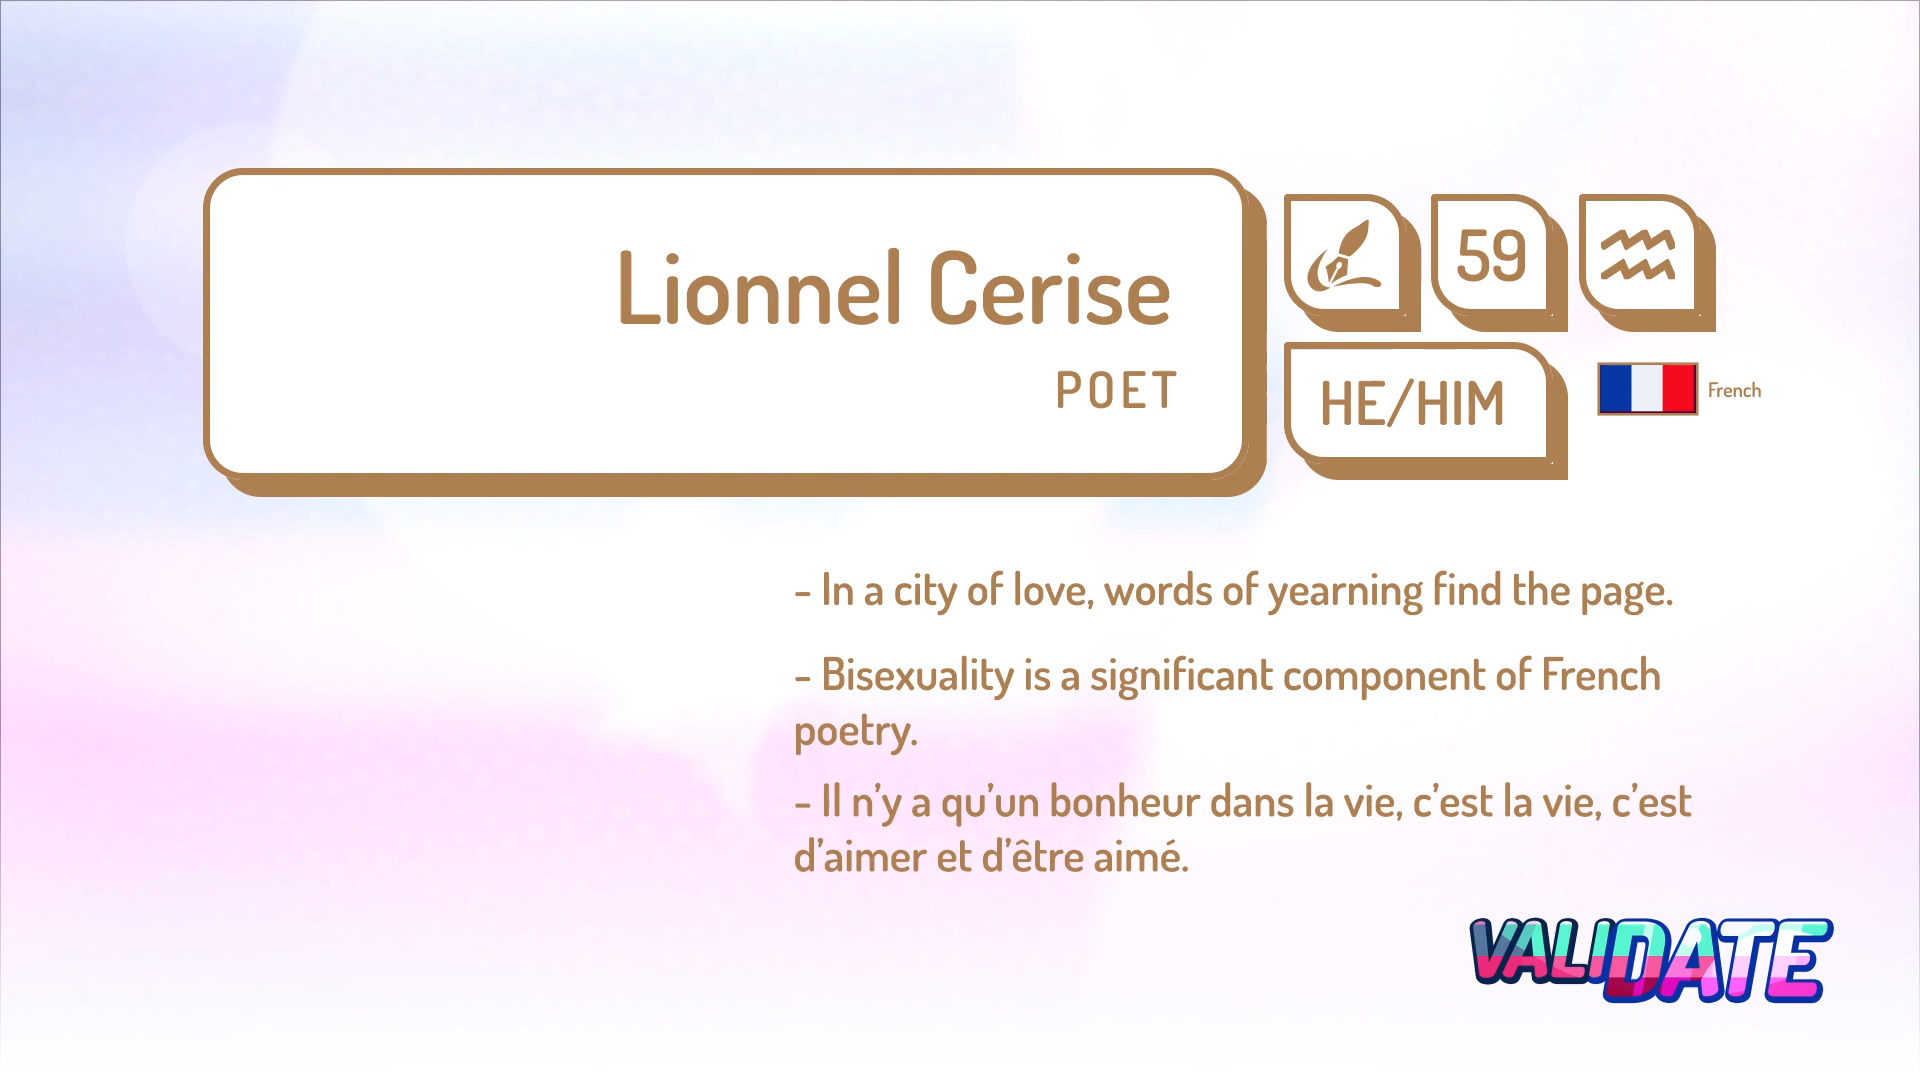 Lionnel Cerise
POET
59
HE/HIM
French
- In a city of love, words of yearning find the page.
- Bisexuality is a significant component of French
poetry.
- Il n’y a qu’un bonheur dans la vie, c’est la vie, c’est
d’aimer et d’être aimé.
VALIDATE